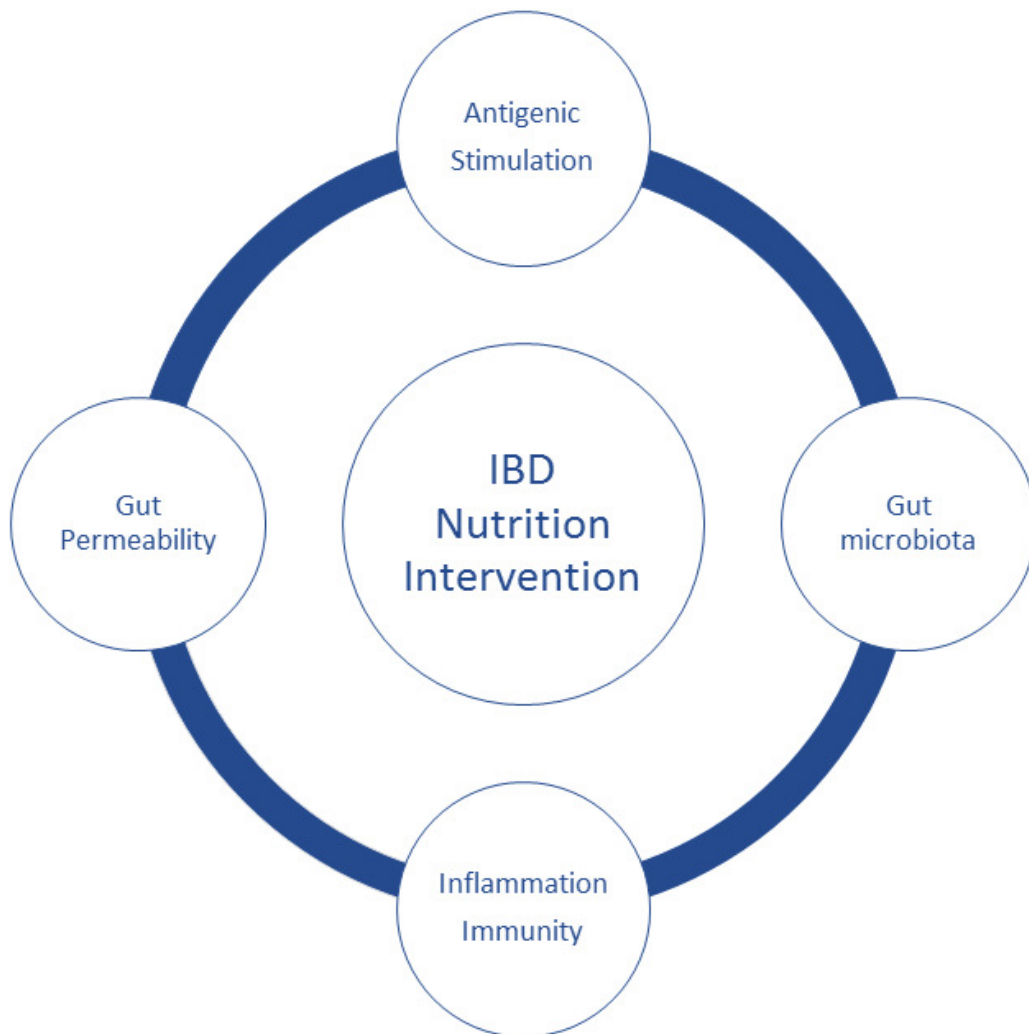 Antigenic
Stimulation
Gut
Permeability
IBD
Nutrition
Intervention
Gut
microbiota
Inflammation
Immunity